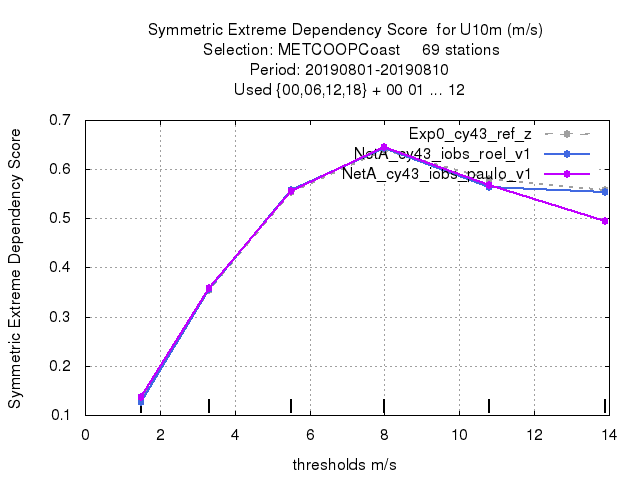 Symmetric Extreme Dependency Score for U10m (m/s)
Selection: METCOOPCoast 69 stations
Period: 20190801-20190810
Used {00,06,12,18} + 00 01 ... 12
Symmetric Extreme Dependency Score
0.7
0.6
0.5
0.4
0.3
0.2
0.1
Exp0_cy43_ref_z
NetA_cy43_iobs_roel_v1
NetA_cy43_iobs_paulo_v1
0 2 4 6 8 10 12 14
thresholds m/s